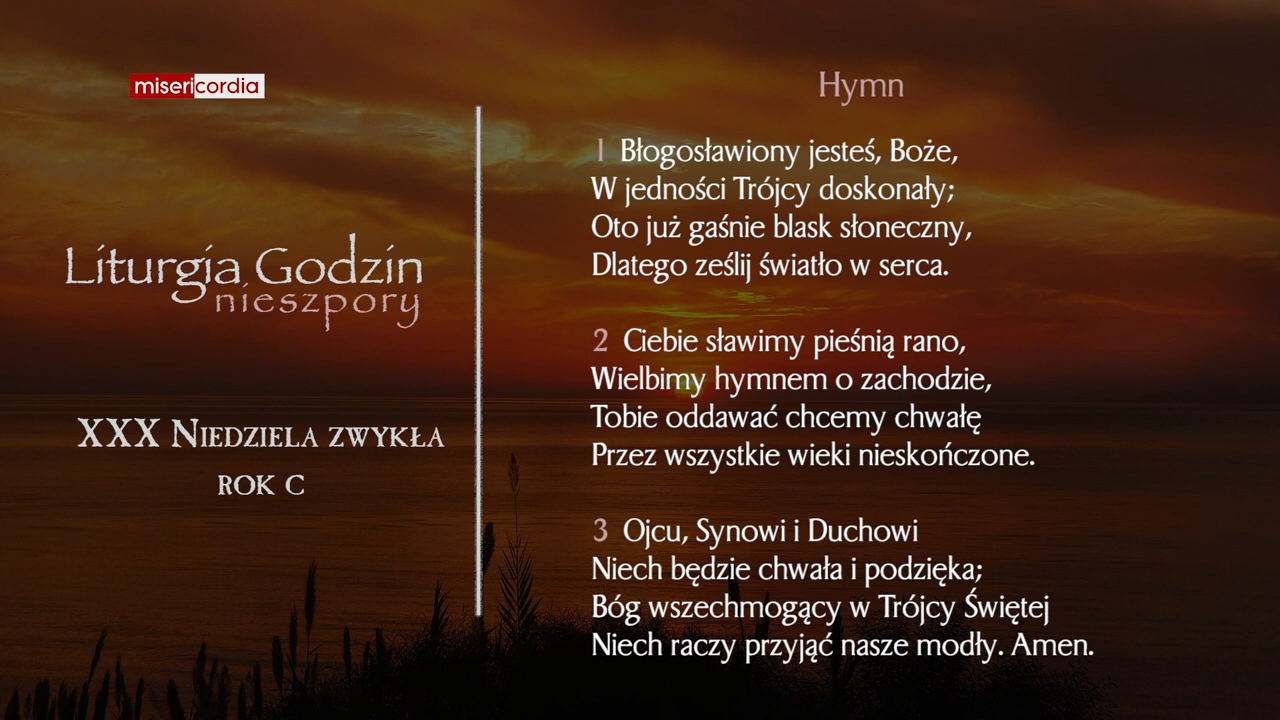 misericordia
Liturgia Godzin
nieszpory
XXX Niedziela zwykła
rok C
Hymn
1 Błogosławiony jesteś, Boże,
W jedności Trójcy doskonały;
Oto już gaśnie blask słoneczny,
Dlatego ześlij światło w serca.
2 Ciebie sławimy pieśnią rano,
Wielbimy hymnem o zachodzie,
Tobie oddawać chcemy chwałę
Przez wszystkie wieki nieskończone.
3 Ojcu, Synowi i Duchowi
Niech będzie chwała i podzięka;
Bóg wszechmogący w Trójcy Świętej
Niech raczy przyjąć nasze modły. Amen.